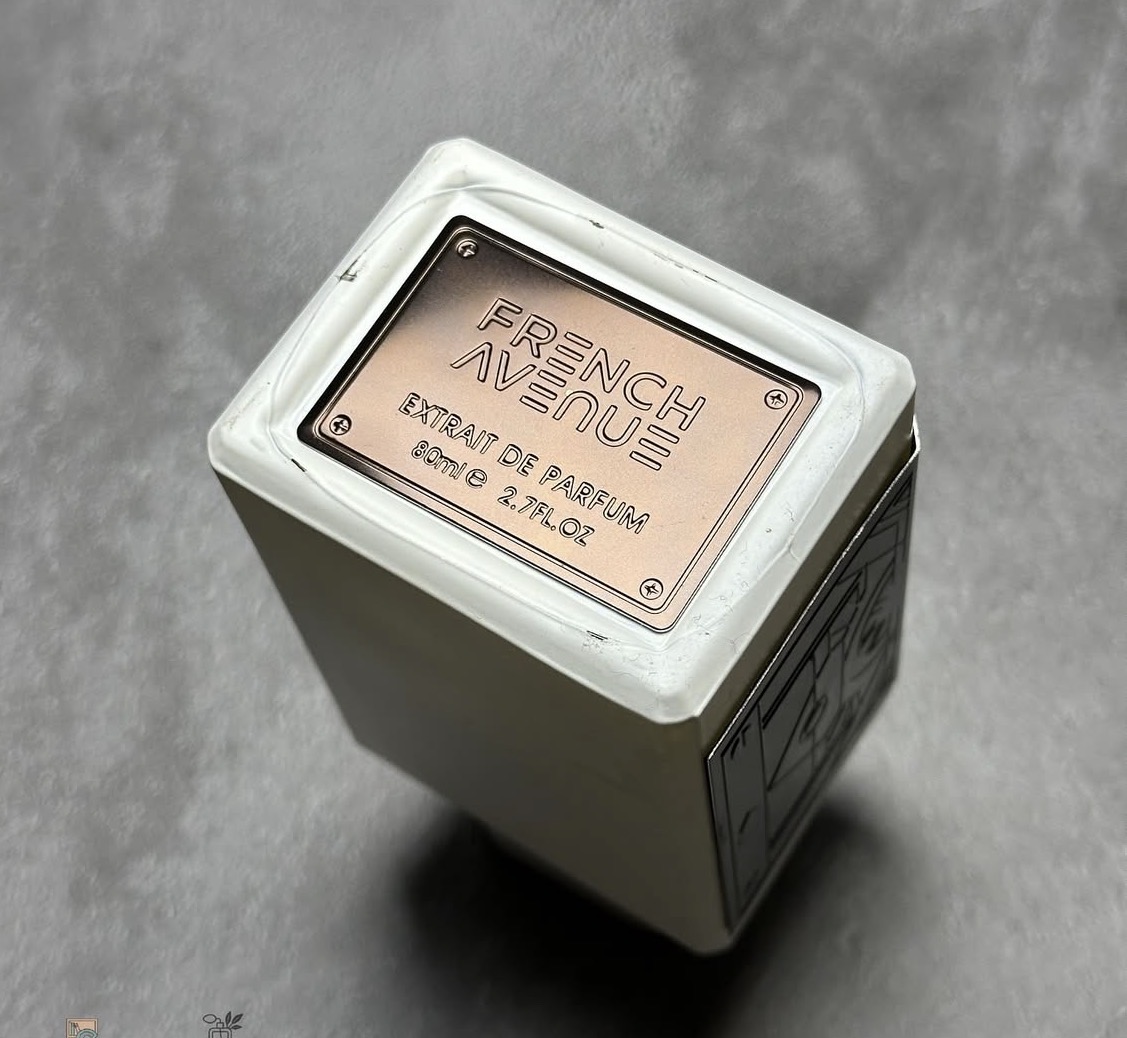 FRENCH
AVENUE
EXTRAIT DE PARFUM
80ml e 2.7FL.OZ